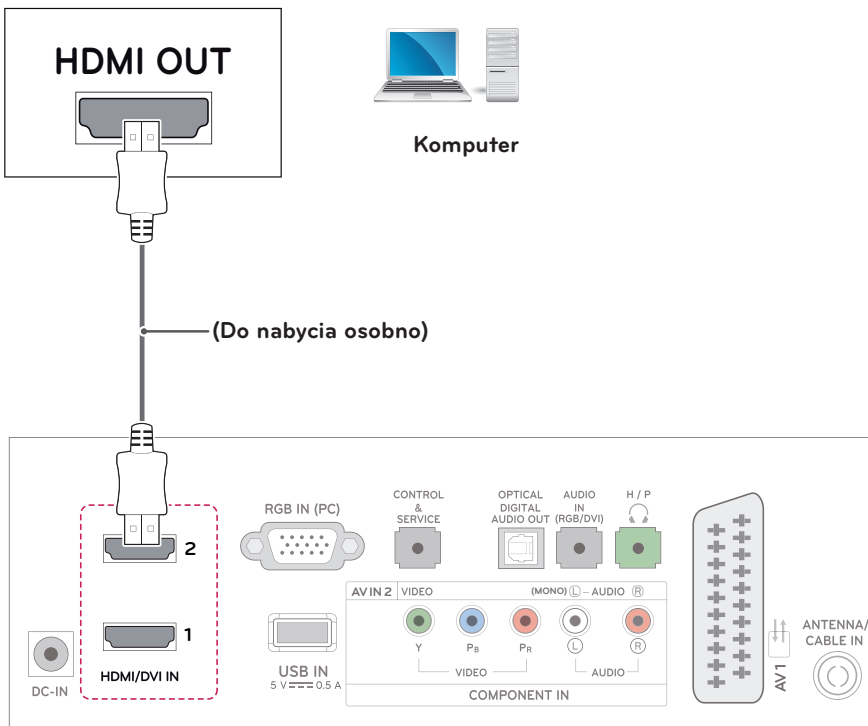 HDMI OUT
Komputer
(Do nabycia osobno)
RGB IN (PC)
CONTROL
&
SERVICE
OPTICAL
DIGITAL
AUDIO OUT
AUDIO
IN
(RGB/DVI)
H / P
2
1
HDMI/DVI IN
DC-IN
USB IN
5 V 0.5 A
AV IN 2
VIDEO
(MONO) L – AUDIO R
Y
PB
PR
L
R
VIDEO
AUDIO
COMPONENT IN
AV 1
ANTENNA/
CABLE IN